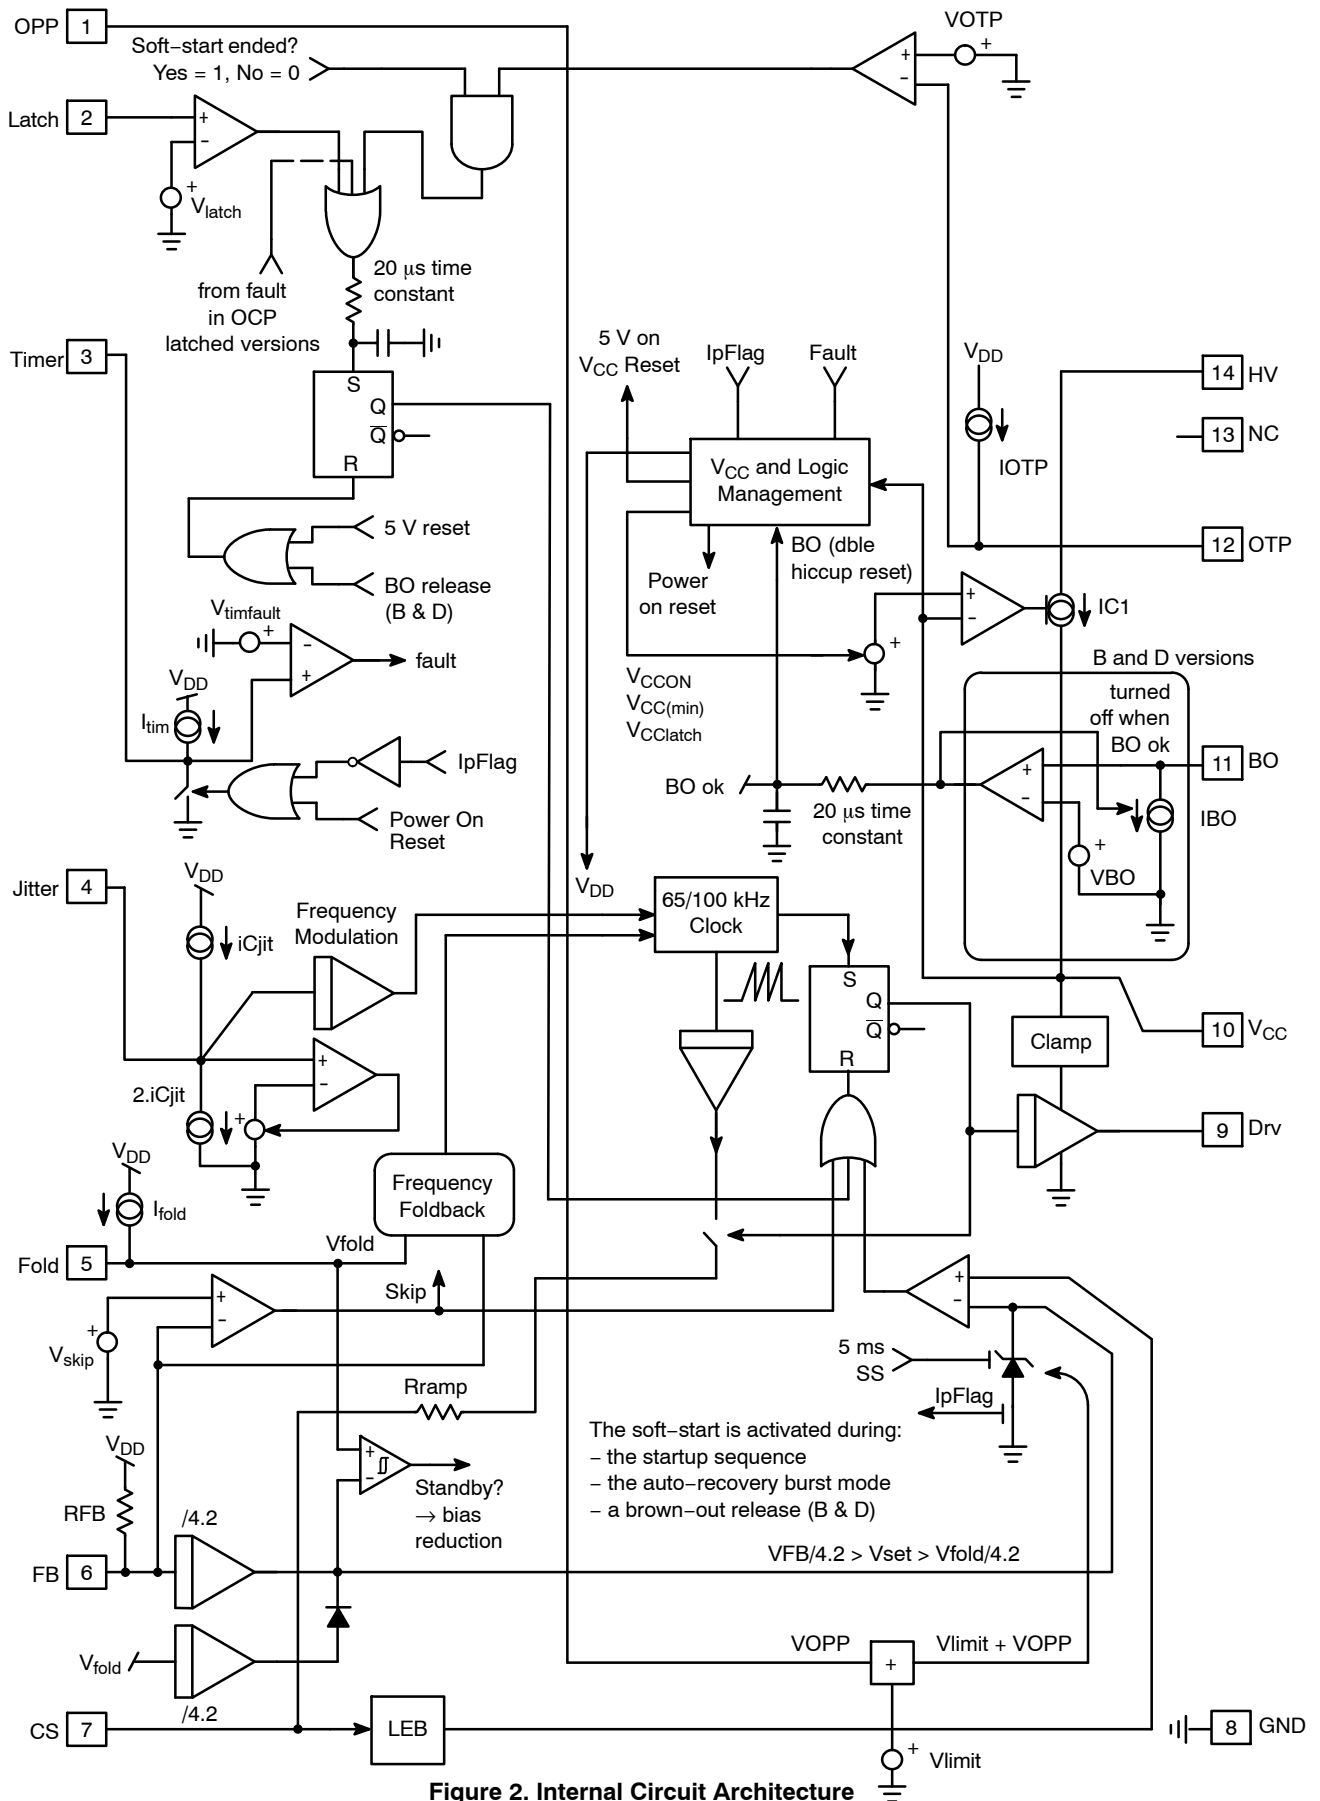 OPP 1
Soft−start ended?
Yes = 1, No = 0
VOTP
+
+
−
Latch 2
+
−
+
Vlatch
20 μs time
constant
from fault
in OCP
latched versions
Timer 3
S
Q
Q
R
5 V on
VCC Reset
IpFlag
Fault
VDD
14 HV
13 NC
IOTP
VCC and Logic
Management
5 V reset
BO release
(B & D)
BO (dble
hiccup reset)
Power
on reset
12 OTP
Vtimfault
+
−
+
fault
+
−
+
IC1
VDD
Itim
VCCON
VCC(min)
VCClatch
B and D versions
turned
off when
BO ok
IpFlag
Power On
Reset
BO ok
20 μs time
constant
+
−
11 BO
IBO
+
VBO
VDD
Jitter 4
VDD
iCjit
Frequency
Modulation
65/100 kHz
Clock
S
Q
Q
R
10 VCC
Clamp
+
−
2.iCjit
+
9 Drv
VDD
Ifold
Frequency
Foldback
Fold 5
Vfold
+
−
Skip
+
Vskip
+
−
5 ms
SS
IpFlag
Rramp
The soft−start is activated during:
− the startup sequence
− the auto−recovery burst mode
− a brown−out release (B & D)
VDD
RFB
+
−
Standby?
→ bias
reduction
/4.2
FB 6
VFB/4.2 > Vset > Vfold/4.2
Vfold
/4.2
VOPP
+
Vlimit + VOPP
CS 7
LEB
8 GND
+
Vlimit
Figure 2. Internal Circuit Architecture